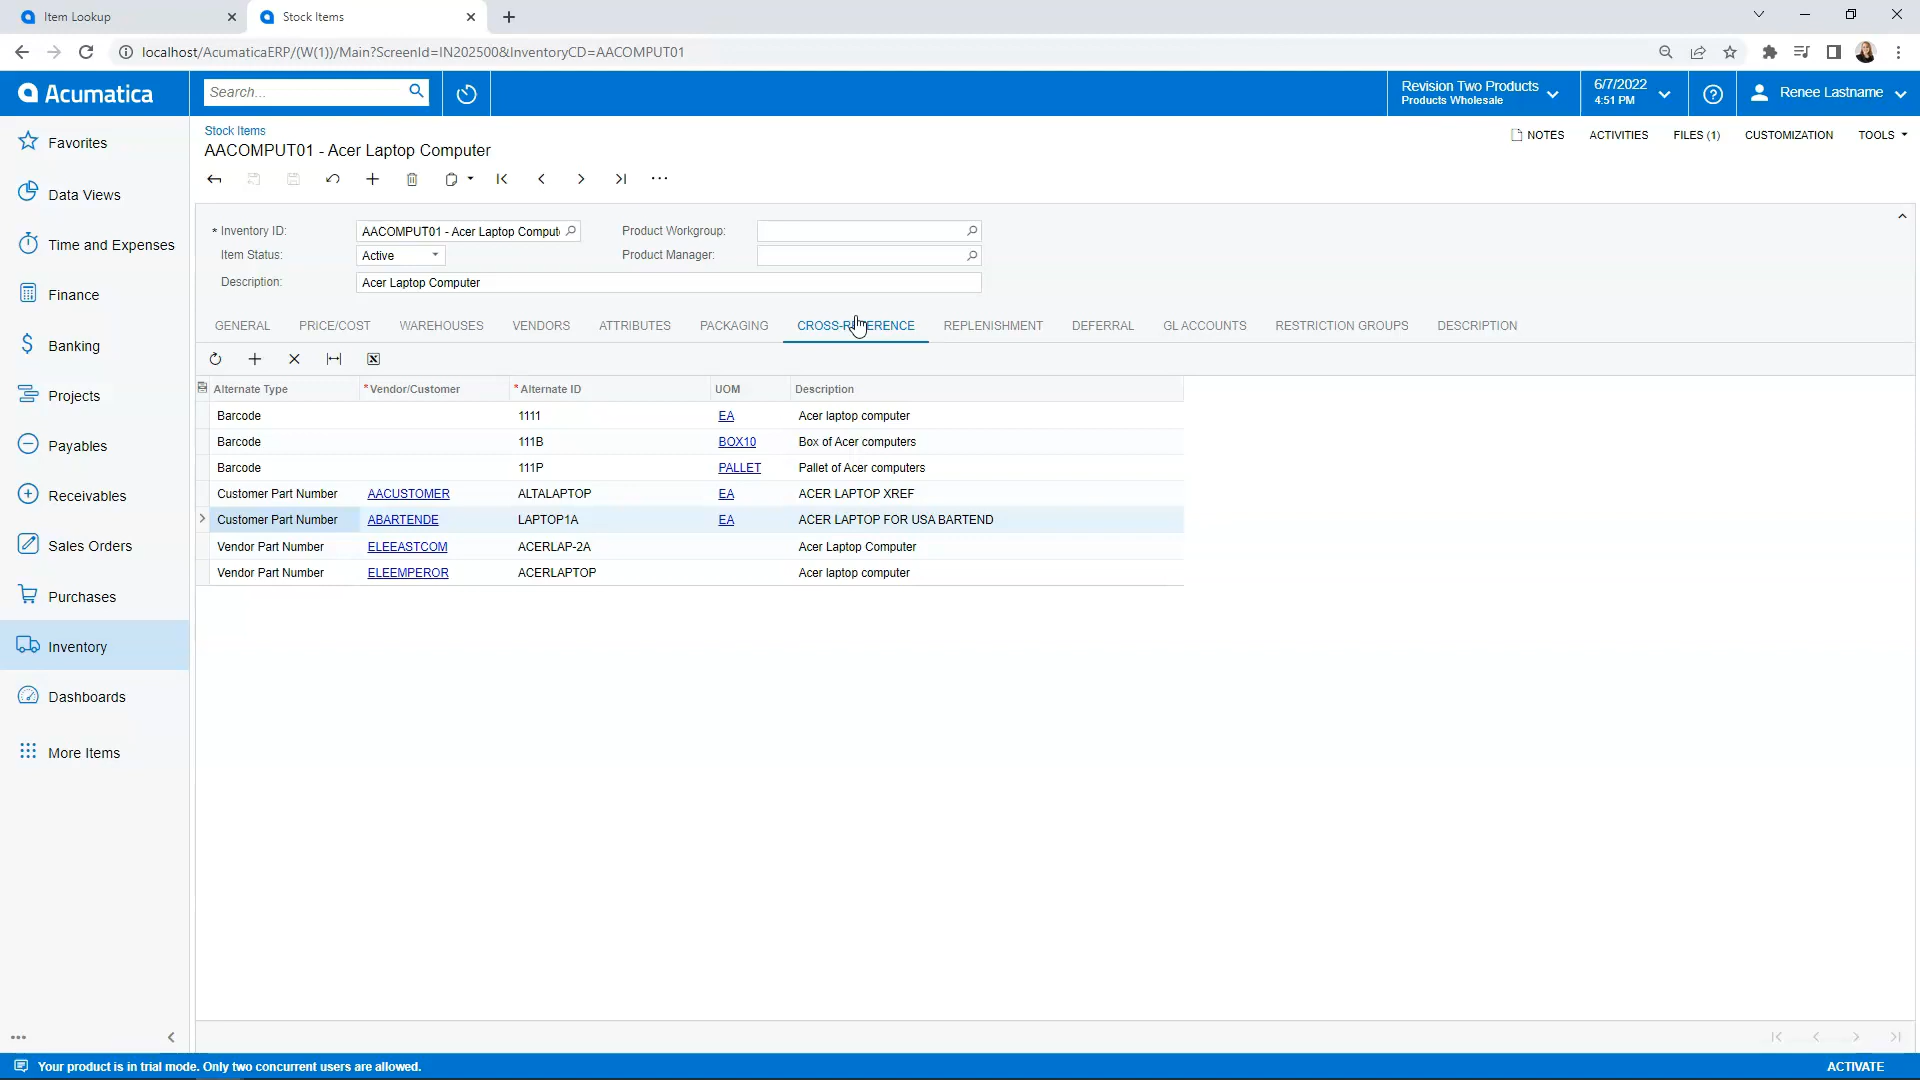 Item Lookup
Stock Items
localhost/AcumaticaERP/(W(1))/Main?ScreenId=IN202500&InventoryCD=AACOMPUT01
Acumatica
Search...
Revision Two Products
Products Wholesale
6/7/2022
4:51 PM
Renee Lastname
Favorites
Data Views
Time and Expenses
Finance
Banking
Projects
Payables
Receivables
Sales Orders
Purchases
Inventory
Dashboards
More Items
Stock Items
AACOMPUT01 - Acer Laptop Computer
NOTES ACTIVITIES FILES (1) CUSTOMIZATION TOOLS
* Inventory ID: AACOMPUT01 - Acer Laptop Comput Product Workgroup:
Item Status: Active Product Manager:
Description: Acer Laptop Computer
GENERAL PRICE/COST WAREHOUSES VENDORS ATTRIBUTES PACKAGING CROSS-REFERENCE REPLENISHMENT DEFERRAL GL ACCOUNTS RESTRICTION GROUPS DESCRIPTION
Alternate Type * Vendor/Customer * Alternate ID UOM Description
Barcode 1111 EA Acer laptop computer
Barcode 111B BOX10 Box of Acer computers
Barcode 111P PALLET Pallet of Acer computers
Customer Part Number AACUSTOMER ALTALAPTOP EA ACER LAPTOP XREF
Customer Part Number ABARTENDE LAPTOP1A EA ACER LAPTOP FOR USA BARTEND
Vendor Part Number ELEEASTCOM ACERLAP-2A Acer Laptop Computer
Vendor Part Number ELEEMPEROR ACERLAPTOP Acer laptop computer
Your product is in trial mode. Only two concurrent users are allowed.
ACTIVATE